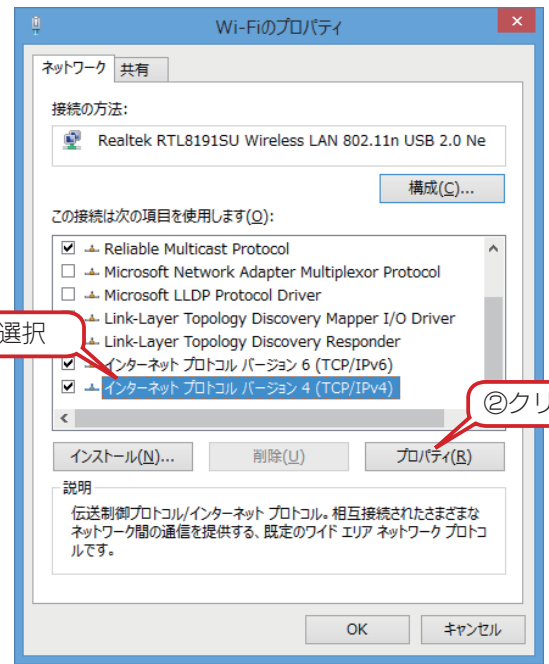 Wi-Fiのプロパティ
ネットワーク 共有
接続の方法:
Realtek RTL8191SU Wireless LAN 802.11n USB 2.0 Ne
構成(C)...
この接続は次の項目を使用します(O):
Reliable Multicast Protocol
Microsoft Network Adapter Multiplexor Protocol
Microsoft LLDP Protocol Driver
Link-Layer Topology Discovery Mapper I/O Driver
選択
Link-Layer Topology Discovery Responder
インターネット プロトコル バージョン 6 (TCP/IPv6)
インターネット プロトコル バージョン 4 (TCP/IPv4)
②クリ
インストール(N)... 削除(U) プロパティ(R)
説明
伝送制御プロトコル/インターネット プロトコル。相互接続されたさまざまな
ネットワーク間の通信を提供する、既定のワイド エリア ネットワーク プロトコ
ルです。
OK キャンセル